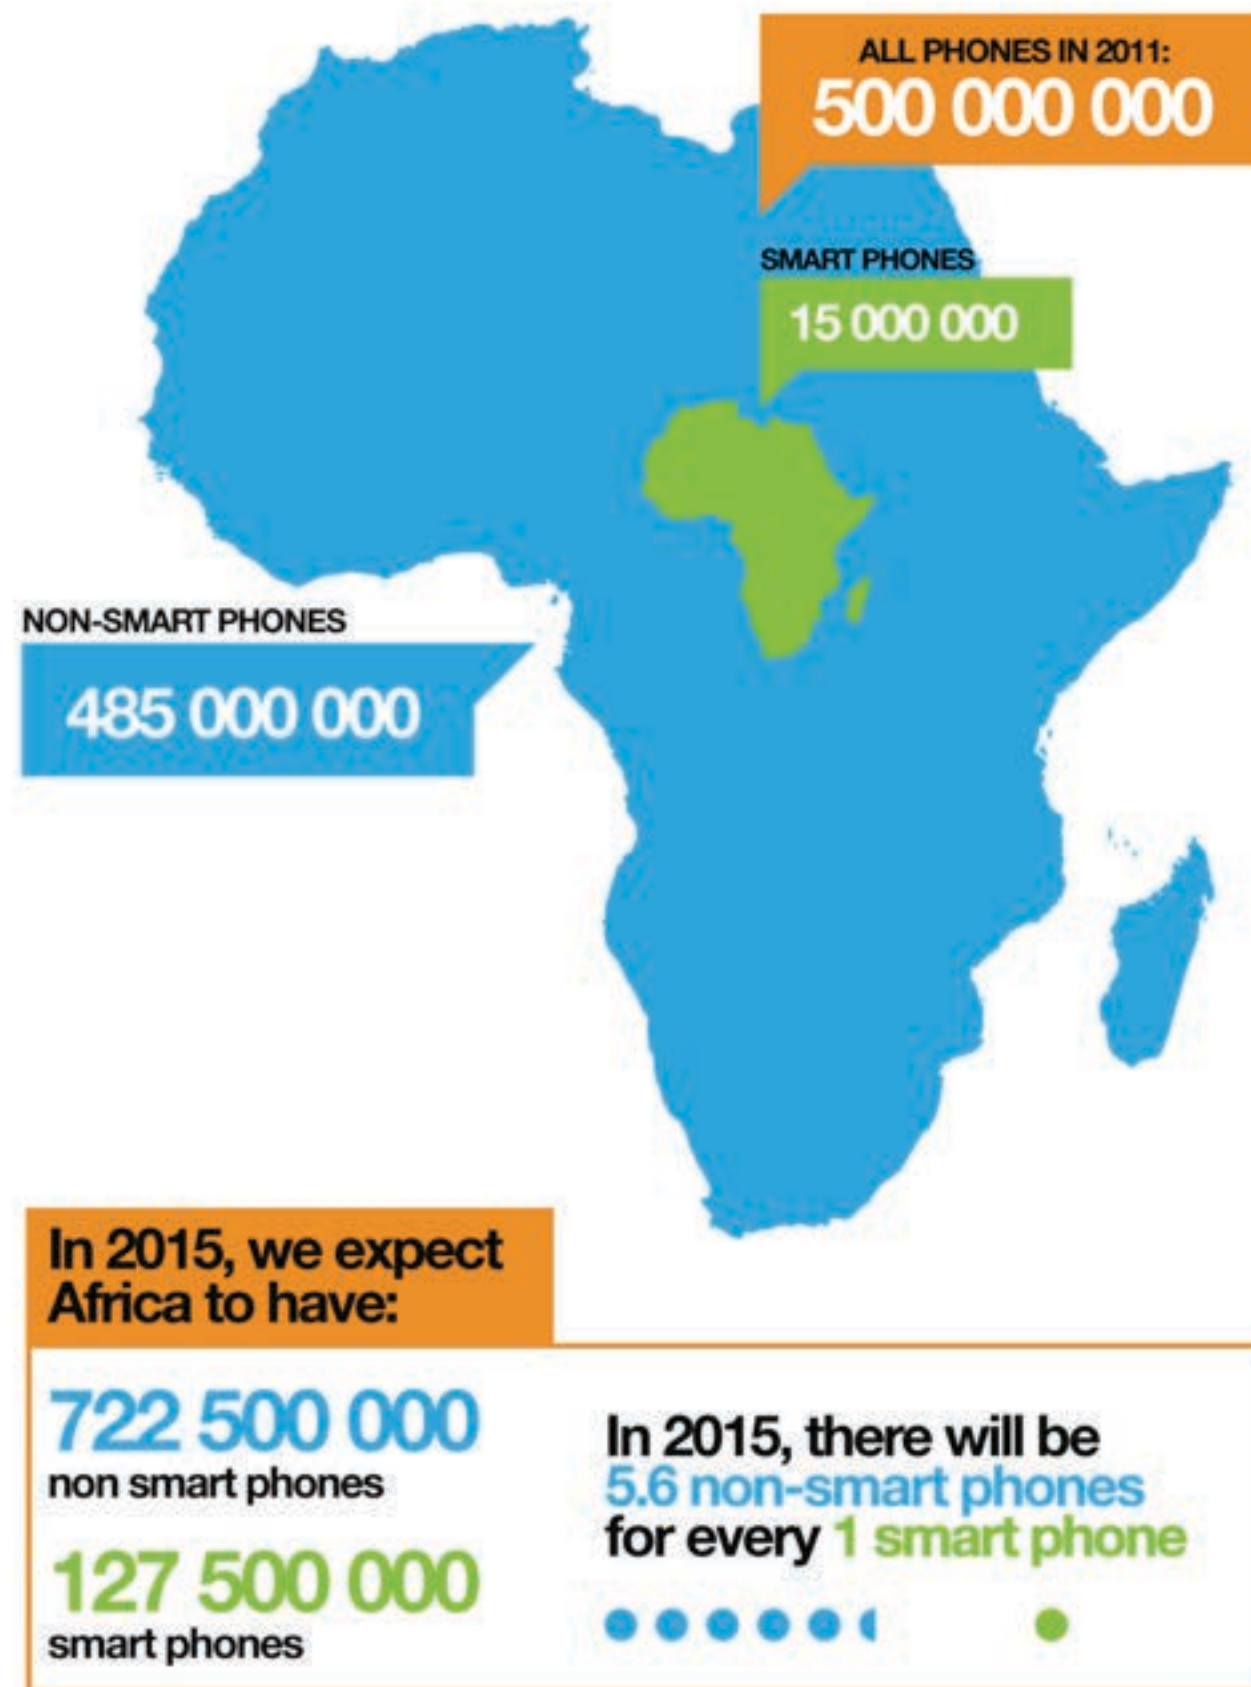 ALL PHONES IN 2011:
500 000 000
SMART PHONES
15 000 000
NON-SMART PHONES
485 000 000
In 2015, we expect
Africa to have:
722 500 000
non smart phones
127 500 000
smart phones
In 2015, there will be
5.6 non-smart phones
for every 1 smart phone